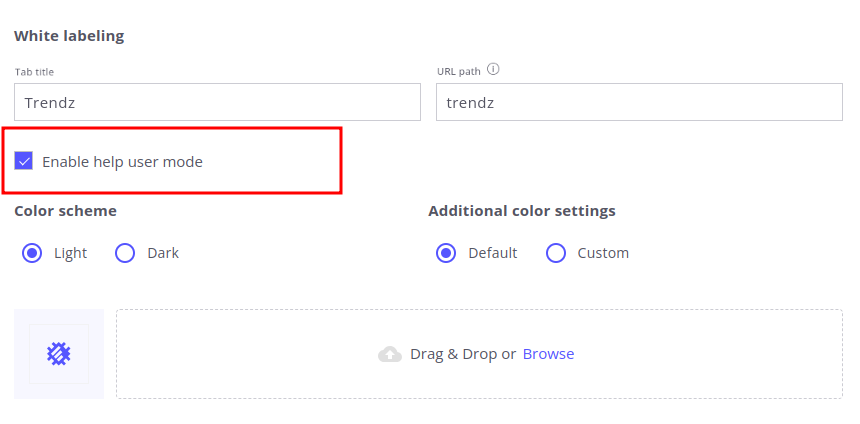 White labeling
Tab title
URL path
Trendz
trendz
Enable help user mode
Color scheme
Additional color settings
Light
Dark
Default
Custom
Drag & Drop or Browse